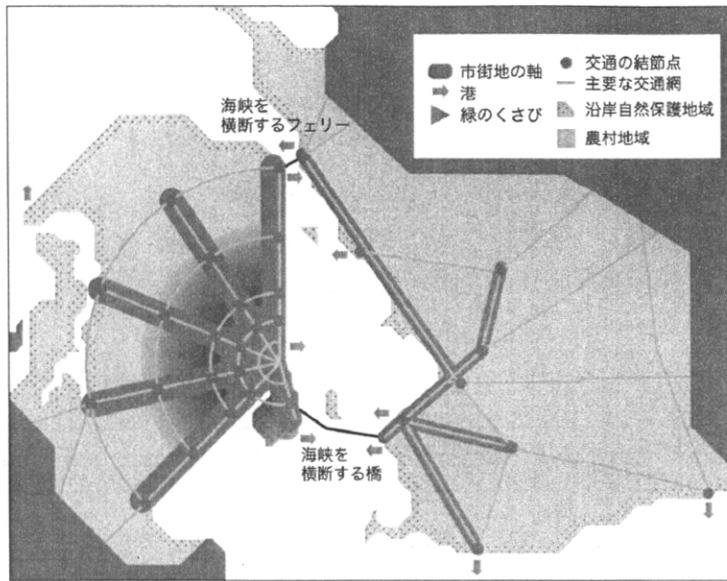 市街地の軸
港
緑のくさび
交通の結節点
主要な交通網
沿岸自然保護地域
農村地域
海峡を
横断するフェリー
海峡を
横断する橋